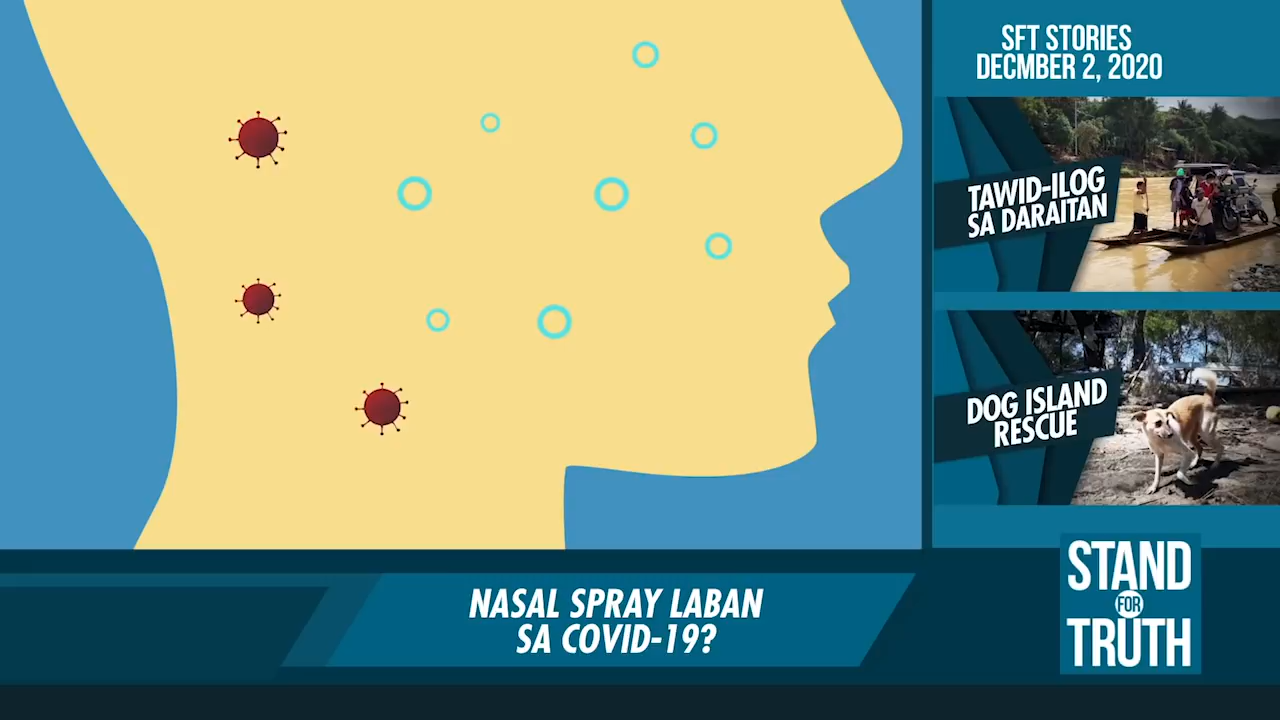 SFT STORIES
DECMBER 2, 2020
TAWID-ILOG
SA DARAITAN
DOG ISLAND
RESCUE
NASAL SPRAY LABAN
SA COVID-19?
STAND
FOR
TRUTH